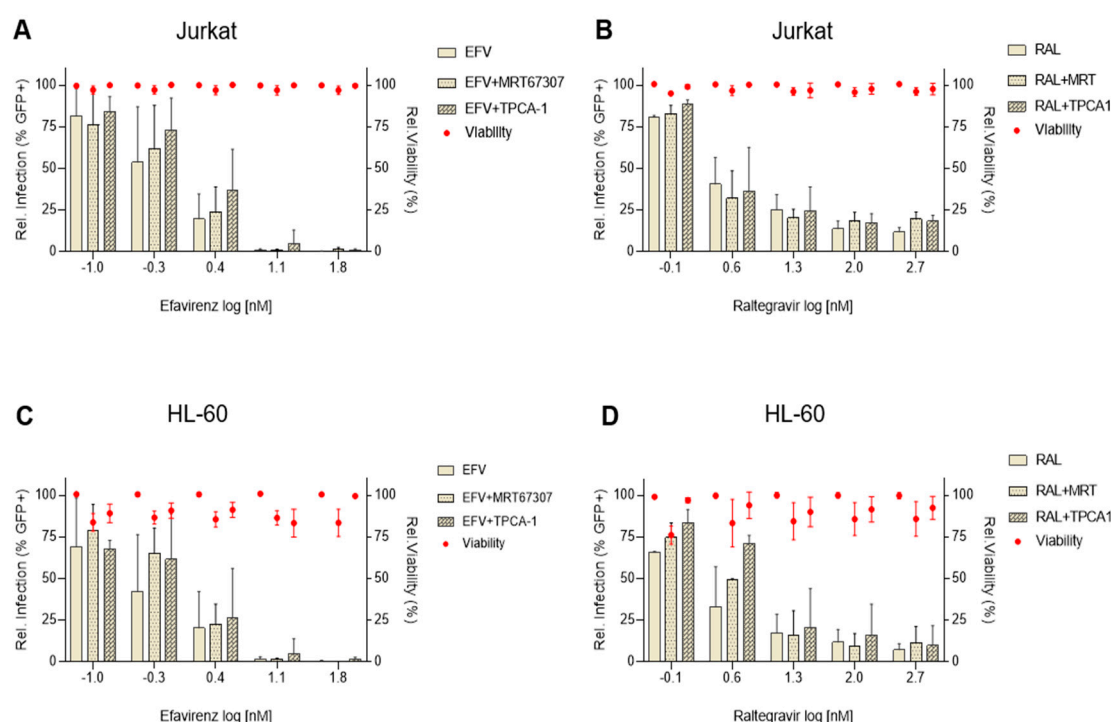 A
Jurkat
EFV
EFV+MRT67307
EFV+TPCA-1
Viability
Rel. Infection (% GFP+)
100
75
50
25
0
Rel.Viability (%)
100
75
50
25
0
-1.0 -0.3 0.4 1.1 1.8
Efavirenz log [nM]
B
Jurkat
RAL
RAL+MRT
RAL+TPCA1
Viability
Rel. Infection (% GFP+)
100
75
50
25
0
Rel.Viability (%)
100
75
50
25
0
-0.1 0.6 1.3 2.0 2.7
Raltegravir log [nM]
C
HL-60
EFV
EFV+MRT67307
EFV+TPCA-1
Viability
Rel. Infection (% GFP+)
100
75
50
25
0
Rel.Viability (%)
100
75
50
25
0
-1.0 -0.3 0.4 1.1 1.8
Efavirenz log [nM]
D
HL-60
RAL
RAL+MRT
RAL+TPCA1
Viability
Rel. Infection (% GFP+)
100
75
50
25
0
Rel.Viability (%)
100
75
50
25
0
-0.1 0.6 1.3 2.0 2.7
Raltegravir log [nM]